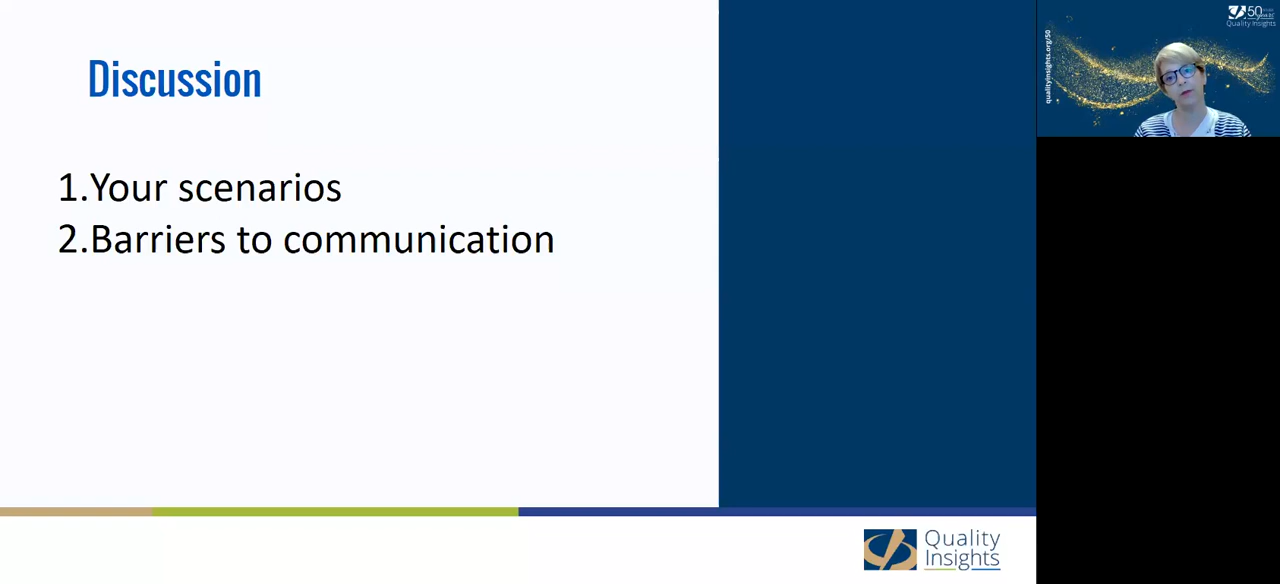 Discussion
1.Your scenarios
2.Barriers to communication
Quality
Insights
50
Quality Insights
qualityinsights.org/50